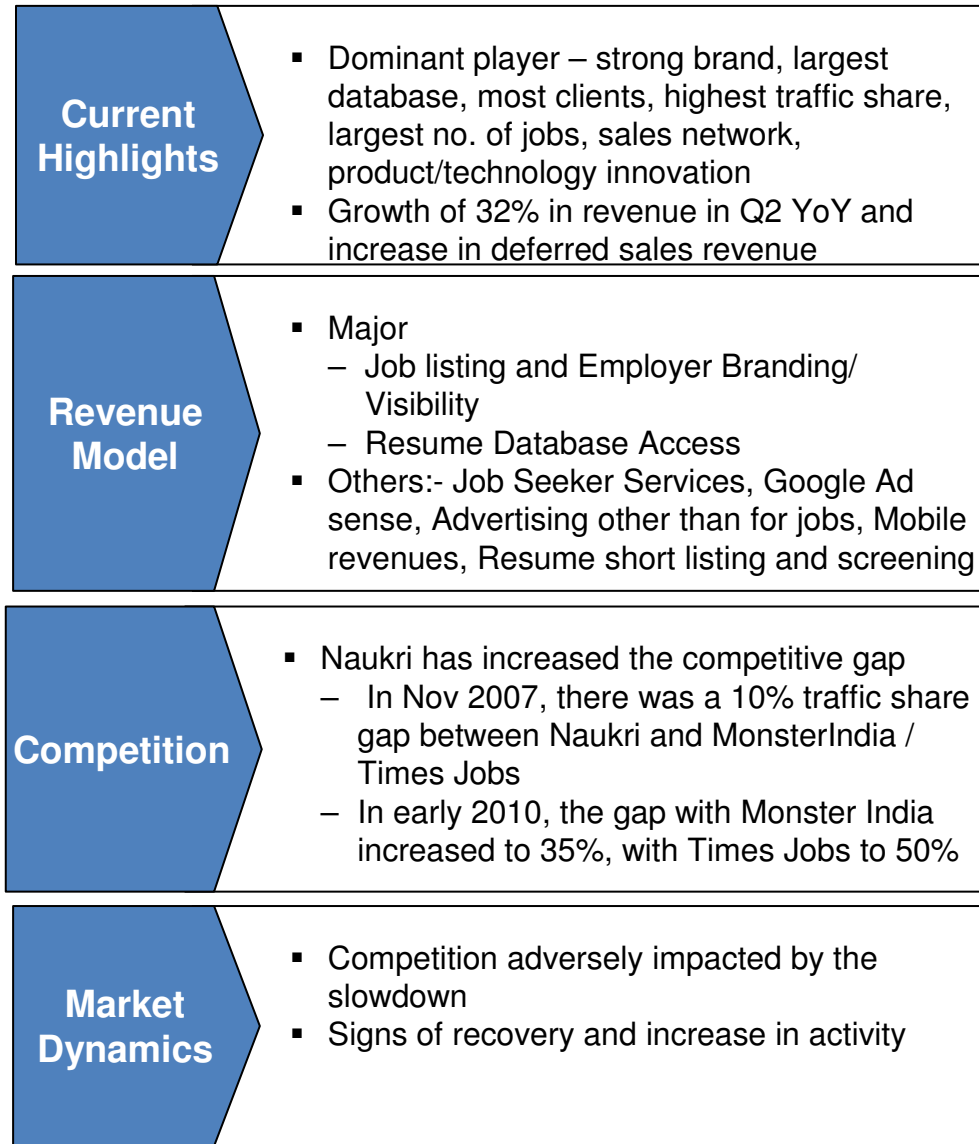 Current
Highlights
▪ Dominant player – strong brand, largest
database, most clients, highest traffic share,
largest no. of jobs, sales network,
product/technology innovation
▪ Growth of 32% in revenue in Q2 YoY and
increase in deferred sales revenue
Revenue
Model
▪ Major
– Job listing and Employer Branding/
Visibility
– Resume Database Access
▪ Others:- Job Seeker Services, Google Ad
sense, Advertising other than for jobs, Mobile
revenues, Resume short listing and screening
Competition
▪ Naukri has increased the competitive gap
– In Nov 2007, there was a 10% traffic share
gap between Naukri and MonsterIndia /
Times Jobs
– In early 2010, the gap with Monster India
increased to 35%, with Times Jobs to 50%
Market
Dynamics
▪ Competition adversely impacted by the
slowdown
▪ Signs of recovery and increase in activity